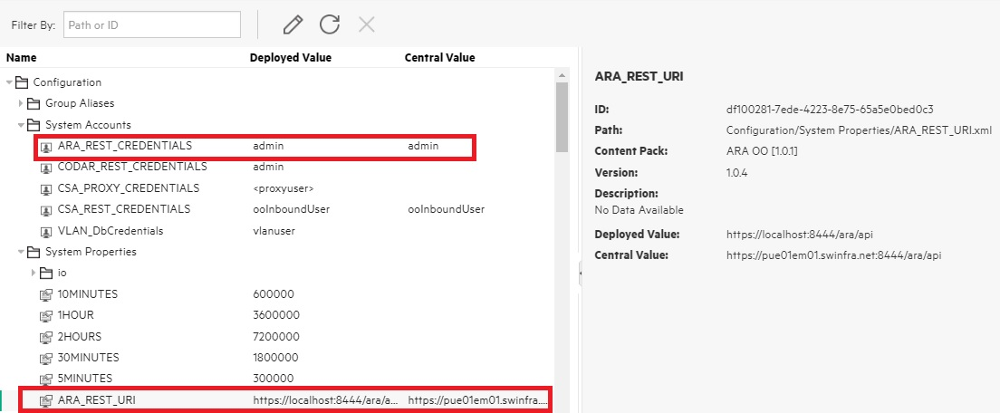 Filter By: Path or ID
Name Deployed Value Central Value
Configuration
Group Aliases
System Accounts
ARA_REST_CREDENTIALS admin admin
CODAR_REST_CREDENTIALS admin
CSA_PROXY_CREDENTIALS <proxyuser>
CSA_REST_CREDENTIALS ooInboundUser ooInboundUser
VLAN_DbCredentials vlanuser
System Properties
io
10MINUTES 600000
1HOUR 3600000
2HOURS 7200000
30MINUTES 1800000
5MINUTES 300000
ARA_REST_URI https://localhost:8444/ara/a... https://pue01em01.swinfra....
ARA_REST_URI
ID: df100281-7ede-4223-8e75-65a5e0bed0c3
Path: Configuration/System Properties/ARA_REST_URI.xml
Content Pack: ARA OO [1.0.1]
Version: 1.0.4
Description:
No Data Available
Deployed Value: https://localhost:8444/ara/api
Central Value: https://pue01em01.swinfra.net:8444/ara/api